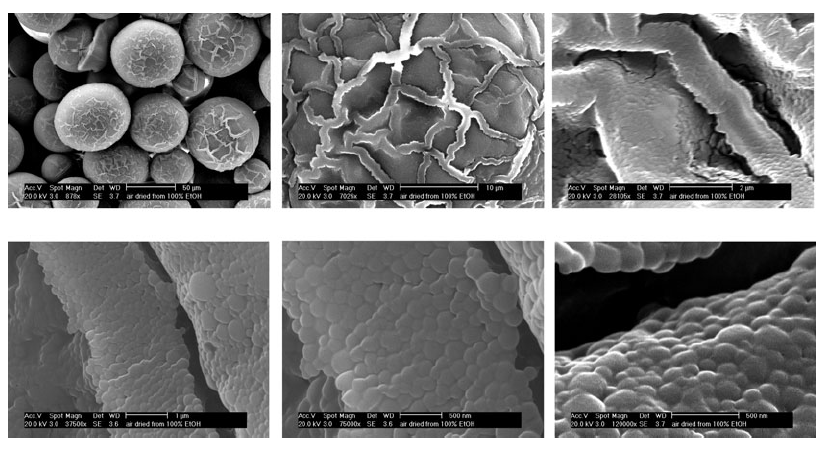 Acc.V Spot Magn Det WD 50 µm
20.0 kV 3.0 878x SE 3.7 air dried from 100% EtOH
Acc.V Spot Magn Det WD 10 µm
20.0 kV 3.0 7025x SE 3.7 air dried from 100% EtOH
Acc.V Spot Magn Det WD 2 µm
20.0 kV 3.0 28105x SE 3.7 air dried from 100% EtOH
Acc.V Spot Magn Det WD 1 µm
20.0 kV 3.0 37500x SE 3.6 air dried from 100% EtOH
Acc.V Spot Magn Det WD 500 nm
20.0 kV 3.0 75000x SE 3.6 air dried from 100% EtOH
Acc.V Spot Magn Det WD 500 nm
20.0 kV 3.0 120000x SE 3.7 air dried from 100% EtOH